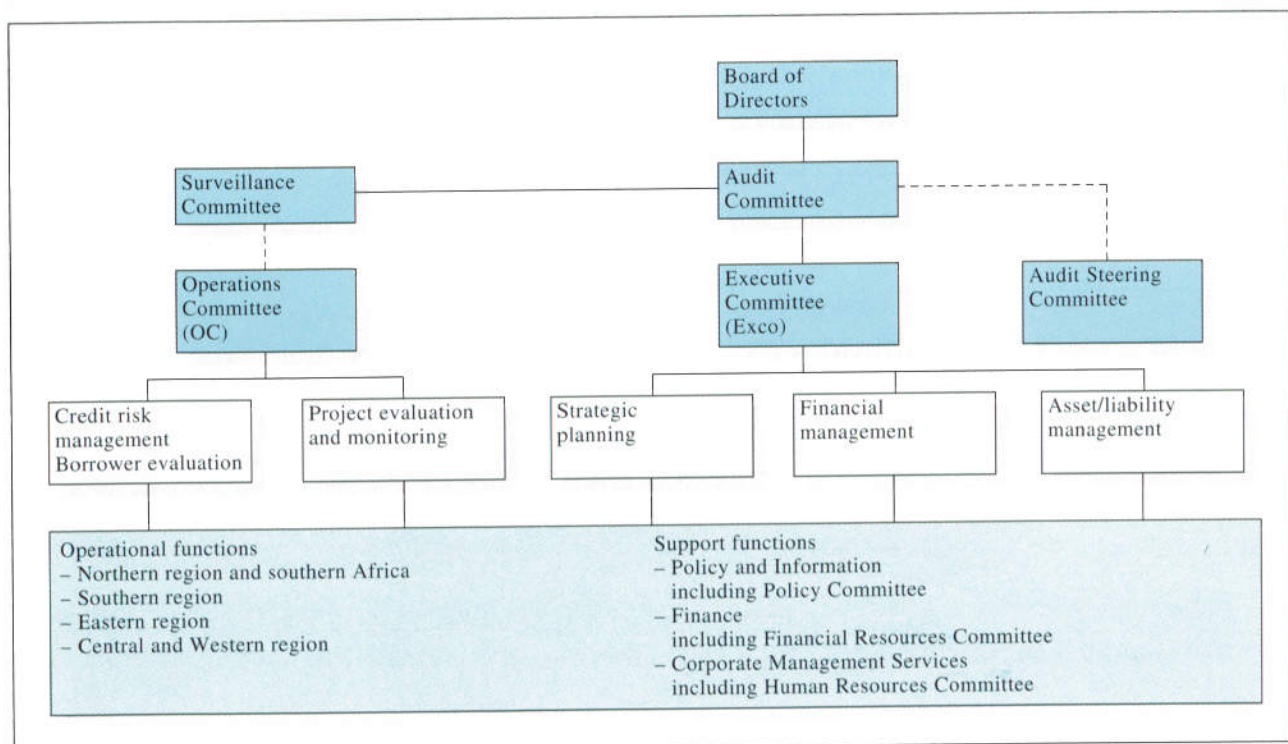 Board of
Directors
Surveillance
Committee
Audit
Committee
Operations
Committee
(OC)
Executive
Committee
(Exco)
Audit Steering
Committee
Credit risk
management
Borrower evaluation
Project evaluation
and monitoring
Strategic
planning
Financial
management
Asset/liability
management
Operational functions
– Northern region and southern Africa
– Southern region
– Eastern region
– Central and Western region
Support functions
– Policy and Information
including Policy Committee
– Finance
including Financial Resources Committee
– Corporate Management Services
including Human Resources Committee